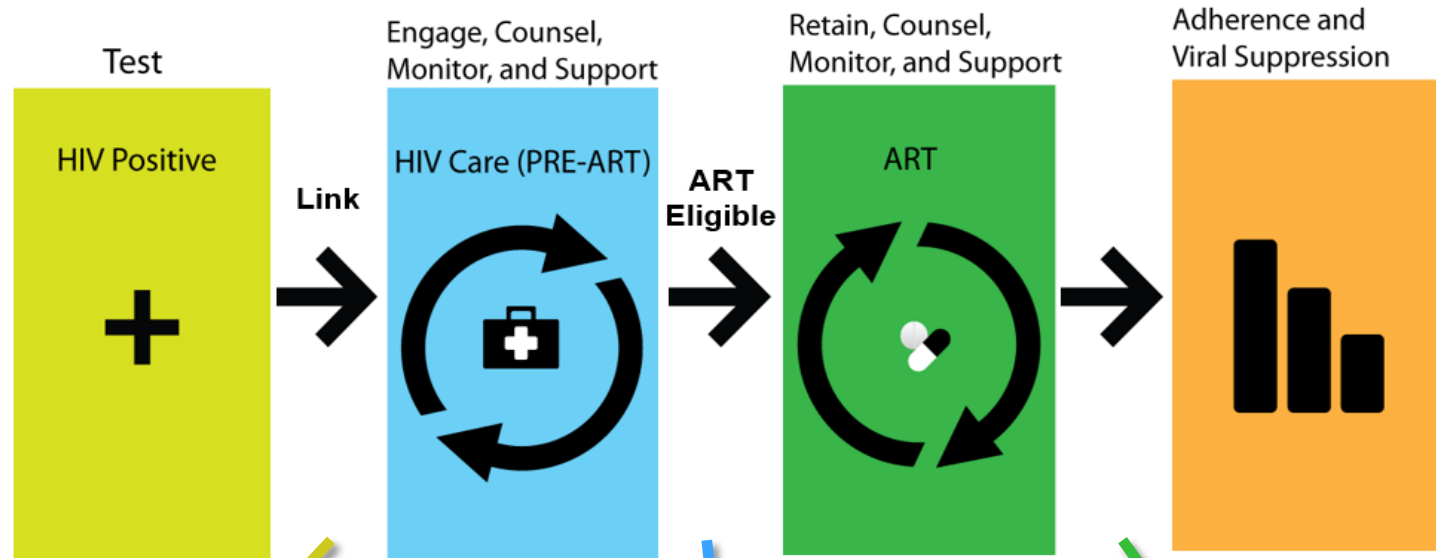 Test
HIV Positive
Link
Engage, Counsel,
Monitor, and Support
HIV Care (PRE-ART)
ART
Eligible
Retain, Counsel,
Monitor, and Support
ART
Adherence and
Viral Suppression